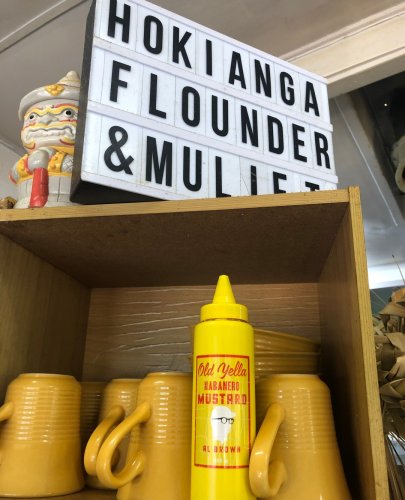 HOKIANGA
FLOUNDER
& MULLET
Old Yella
HABANERO
MUSTARD
AL BROWN